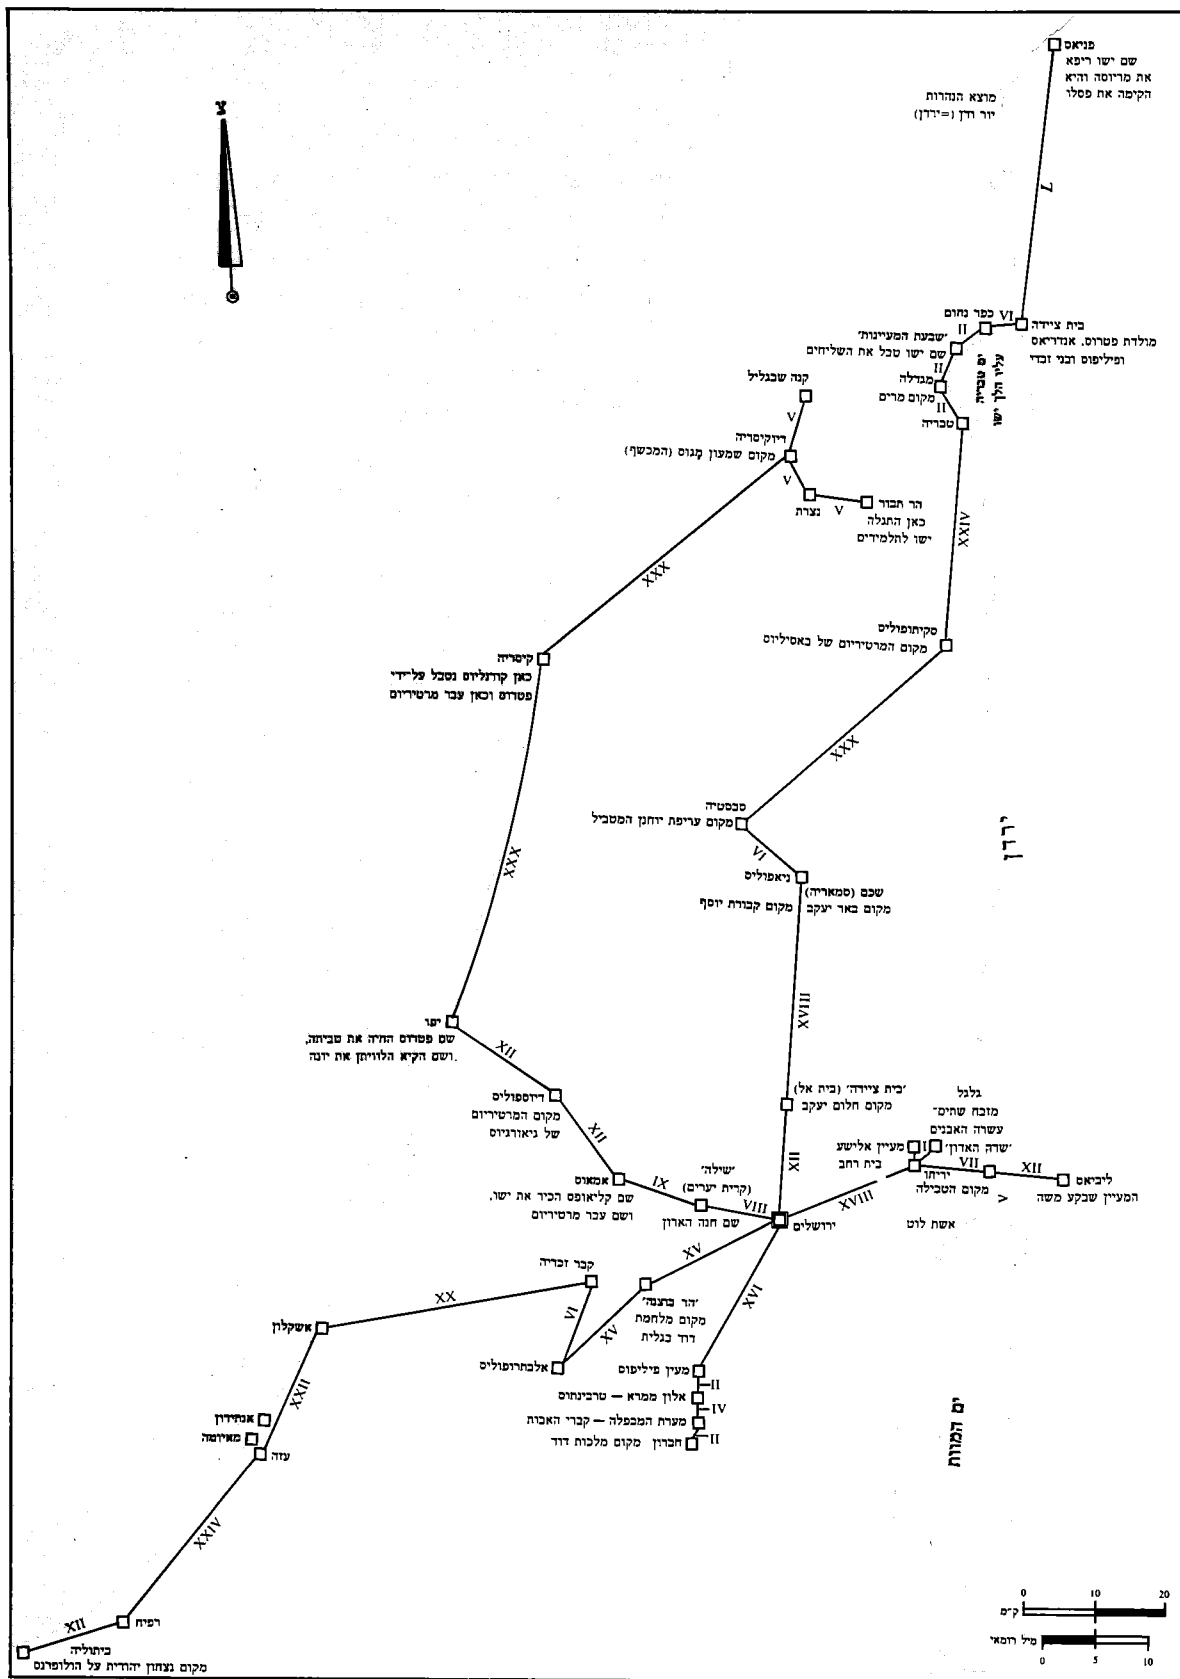 פניאס
שם ישו ריפא
את מריוסה והיא
הקימה את פסלו
מוצא הנהרות
יור ודן (=ירדן)
צ
L
כפר נחום
VI
בית ציידה
מולדת פטרוס, אנדריאס
ופיליפוס ובני זבדי
II
'שבעת המעיינות'
שם ישו טבל את השליחים
II
מגדלה
מקום מרים
II
ים טבריה
עליו הלך ישו
טבריה
קנה שבגליל
V
דיוקיסריה
מקום שמעון מגוס (המכשף)
V
נצרת
V
הר תבור
כאן התגלה
ישו לתלמידים
XXIV
XXX
סקיתופוליס
מקום המרטיריום של באסיליוס
קיסריה
כאן קורנליוס נטבל על-ידי
פטרוס וכאן עבר מרטיריום
XXX
סבסטיה
מקום עריפת יוחנן המטביל
VI
ירדן
ניאפוליס
שכם (סמאריה)
מקום באר יעקב
מקום קבורת יוסף
XXX
XVIII
יפו
שם פטרוס החיה את טביתה,
ושם הקיא הלוויתן את יונה.
XII
דיוספוליס
מקום המרטיריום
של גיאורגיוס
XII
'בית ציידה' (בית אל)
מקום חלום יעקב
XII
גלגל
מזבח שתים-
עשרה האבנים
'שדה האדון'
מעיין אלישע
I
בית רחב
יריחו
VII
מקום הטבילה
XII
V
ליביאס
המעיין שבקע משה
XVIII
אשת לוט
אמאוס
שם קליאופס הכיר את ישו,
ושם עבר מרטיריום
IX
'שילה'
(קרית יערים)
שם חנה הארון
VIII
ירושלים
XV
קבר זכריה
'הר בוצנה'
מקום מלחמת
דוד בגלית
XVI
XX
VI
XV
אשקלון
אלבתרופוליס
מעין פיליפוס
II
אלון ממרא – טרבינתוס
IV
מערת המכפלה – קברי האבות
II
חברון מקום מלכות דוד
XXII
אנתידון
מאיומה
עזה
ים המוות
XXIV
רפיח
XII
ביתוליה
מקום נצחון יהודית על הולופרנס
0 10 20
ק"מ
מיל רומאי
0 5 10